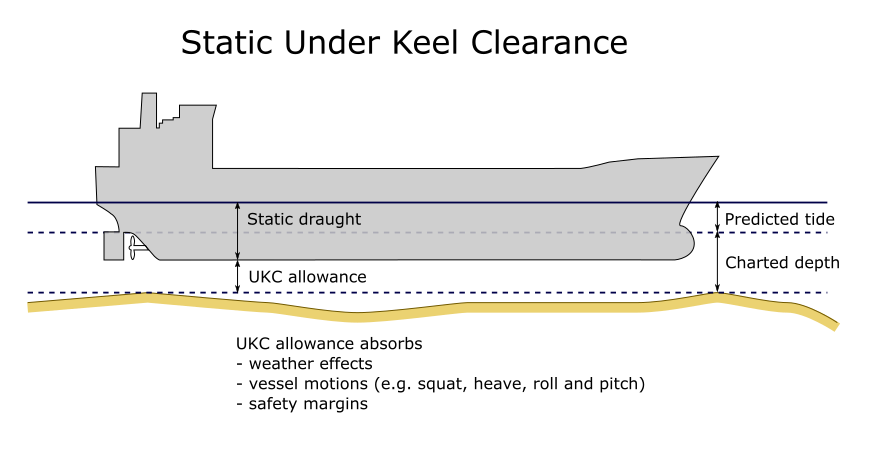 Static Under Keel Clearance
Static draught
Predicted tide
UKC allowance
Charted depth
UKC allowance absorbs
- weather effects
- vessel motions (e.g. squat, heave, roll and pitch)
- safety margins